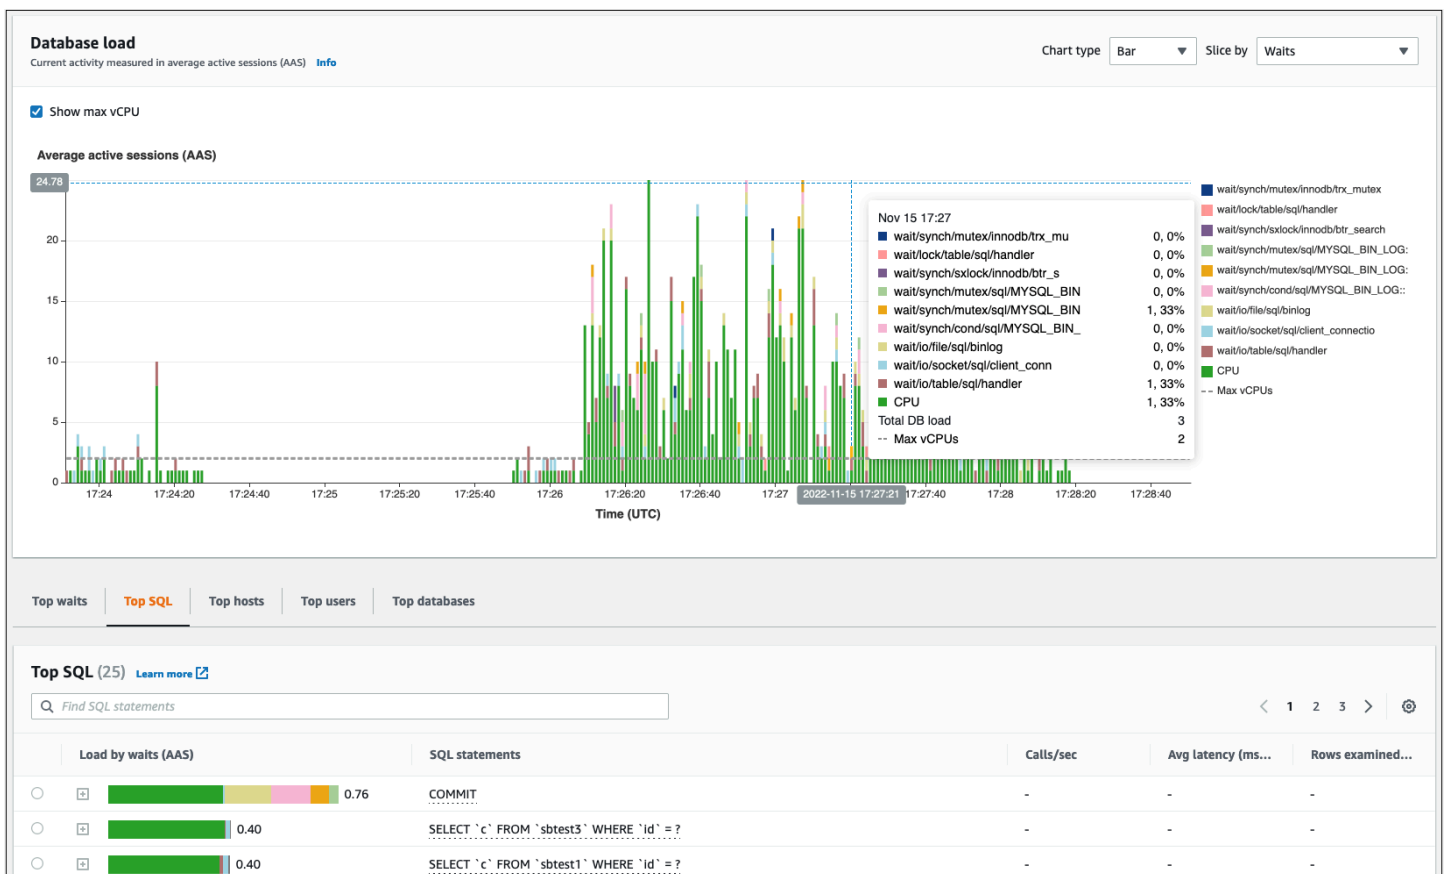 Database load
Current activity measured in average active sessions (AAS) Info
Chart type Bar Slice by Waits
Show max vCPU
Average active sessions (AAS)
24.78
20
15
10
5
0
17:24 17:24:20 17:24:40 17:25 17:25:20 17:25:40 17:26 17:26:20 17:26:40 17:27 2022-11-15 17:27:21 17:27:40 17:28 17:28:20 17:28:40
Time (UTC)
Nov 15 17:27
wait/synch/mutex/innodb/trx_mu 0, 0%
wait/lock/table/sql/handler 0, 0%
wait/synch/sxlock/innodb/btr_s 0, 0%
wait/synch/mutex/sql/MYSQL_BIN 0, 0%
wait/synch/mutex/sql/MYSQL_BIN 1, 33%
wait/synch/cond/sql/MYSQL_BIN_ 0, 0%
wait/io/file/sql/binlog 0, 0%
wait/io/socket/sql/client_conn 0, 0%
wait/io/table/sql/handler 1, 33%
CPU 1, 33%
Total DB load 3
-- Max vCPUs 2
wait/synch/mutex/innodb/trx_mutex
wait/lock/table/sql/handler
wait/synch/sxlock/innodb/btr_search
wait/synch/mutex/sql/MYSQL_BIN_LOG:
wait/synch/mutex/sql/MYSQL_BIN_LOG:
wait/synch/cond/sql/MYSQL_BIN_LOG::
wait/io/file/sql/binlog
wait/io/socket/sql/client_connectio
wait/io/table/sql/handler
CPU
-- Max vCPUs
Top waits Top SQL Top hosts Top users Top databases
Top SQL (25) Learn more
Find SQL statements
1 2 3
Load by waits (AAS) SQL statements Calls/sec Avg latency (ms... Rows examined...
0.76 COMMIT - - -
0.40 SELECT `c` FROM `sbtest3` WHERE `id` = ? - - -
0.40 SELECT `c` FROM `sbtest1` WHERE `id` = ? - - -